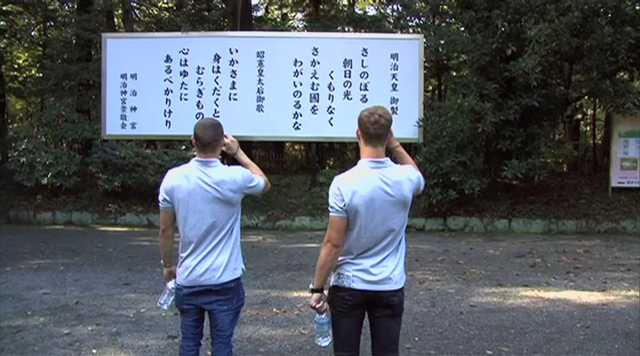 明治天皇 御製
さしのぼる
朝日の光
くもりなく
さかえむ國を
わがいのるかな
昭憲皇太后御歌
いかさまに
身はくだくと
むらぎもの
心はゆたに
あるべかりけり
明治神宮
明治神宮崇敬会